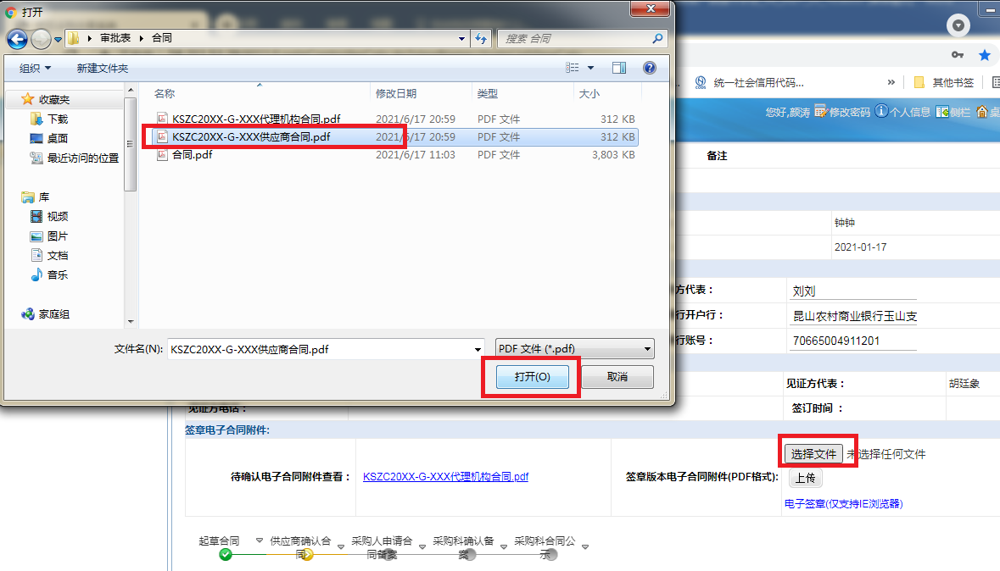 打开
审批表 合同
搜索 合同
组织 新建文件夹
收藏夹
下载
桌面
最近访问的位置
库
视频
图片
文档
音乐
家庭组
名称 修改日期 类型 大小
KSZC20XX-G-XXX代理机构合同.pdf 2021/6/17 20:59 PDF 文件 312 KB
KSZC20XX-G-XXX供应商合同.pdf 2021/6/17 20:59 PDF 文件 312 KB
合同.pdf 2021/6/17 11:03 PDF 文件 3,803 KB
文件名(N): KSZC20XX-G-XXX供应商合同.pdf PDF 文件 (*.pdf)
打开(O) 取消
统一社会信用代码... » 其他书签
您好,颜涛 修改密码 个人信息 侧栏 桌
备注
钟钟
2021-01-17
方代表： 刘刘
行开户行： 昆山农村商业银行玉山支
行账号： 70665004911201
见证方代表： 胡廷象
见证方电话： 签订时间 ：
签章电子合同附件:
待确认电子合同附件查看： KSZC20XX-G-XXX代理机构合同.pdf 签章版本电子合同附件(PDF格式): 选择文件 未选择任何文件
上传
电子签章(仅支持IE浏览器)
起草合同 供应商确认合同 采购人申请合同备案 采购科确认备案 采购科合同公示